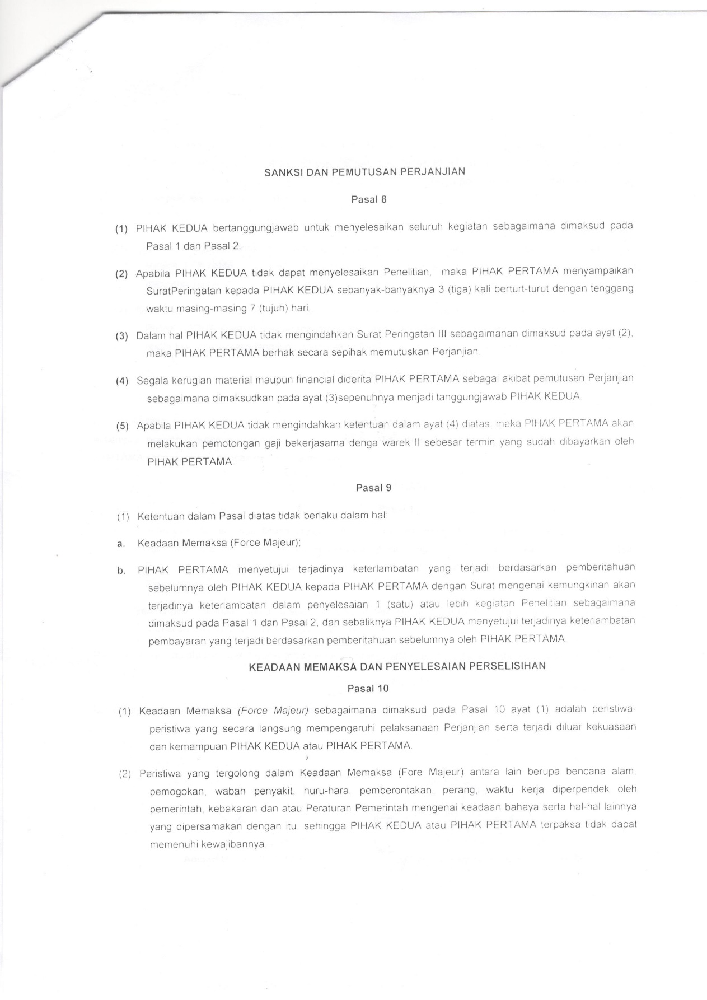 SANKSI DAN PEMUTUSAN PERJANJIAN
Pasal 8
(1) PIHAK KEDUA bertanggungjawab untuk menyelesaikan seluruh kegiatan sebagaimana dimaksud pada
Pasal 1 dan Pasal 2.
(2) Apabila PIHAK KEDUA tidak dapat menyelesaikan Penelitian, maka PIHAK PERTAMA menyampaikan
SuratPeringatan kepada PIHAK KEDUA sebanyak-banyaknya 3 (tiga) kali berturt-turut dengan tenggang
waktu masing-masing 7 (tujuh) hari.
(3) Dalam hal PIHAK KEDUA tidak mengindahkan Surat Peringatan III sebagaimanan dimaksud pada ayat (2),
maka PIHAK PERTAMA berhak secara sepihak memutuskan Perjanjian.
(4) Segala kerugian material maupun financial diderita PIHAK PERTAMA sebagai akibat pemutusan Perjanjian
sebagaimana dimaksudkan pada ayat (3)sepenuhnya menjadi tanggungjawab PIHAK KEDUA.
(5) Apabila PIHAK KEDUA tidak mengindahkan ketentuan dalam ayat (4) diatas, maka PIHAK PERTAMA akan
melakukan pemotongan gaji bekerjasama denga warek II sebesar termin yang sudah dibayarkan oleh
PIHAK PERTAMA.
Pasal 9
(1) Ketentuan dalam Pasal diatas tidak berlaku dalam hal:
a. Keadaan Memaksa (Force Majeur);
b. PIHAK PERTAMA menyetujui terjadinya keterlambatan yang terjadi berdasarkan pemberitahuan
sebelumnya oleh PIHAK KEDUA kepada PIHAK PERTAMA dengan Surat mengenai kemungkinan akan
terjadinya keterlambatan dalam penyelesaian 1 (satu) atau lebih kegiatan Penelitian sebagaimana
dimaksud pada Pasal 1 dan Pasal 2, dan sebaliknya PIHAK KEDUA menyetujui terjadinya keterlambatan
pembayaran yang terjadi berdasarkan pemberitahuan sebelumnya oleh PIHAK PERTAMA.
KEADAAN MEMAKSA DAN PENYELESAIAN PERSELISIHAN
Pasal 10
(1) Keadaan Memaksa (Force Majeur) sebagaimana dimaksud pada Pasal 10 ayat (1) adalah peristiwa-
peristiwa yang secara langsung mempengaruhi pelaksanaan Perjanjian serta terjadi diluar kekuasaan
dan kemampuan PIHAK KEDUA atau PIHAK PERTAMA.
(2) Peristiwa yang tergolong dalam Keadaan Memaksa (Fore Majeur) antara lain berupa bencana alam,
pemogokan, wabah penyakit, huru-hara, pemberontakan, perang, waktu kerja diperpendek oleh
pemerintah, kebakaran dan atau Peraturan Pemerintah mengenai keadaan bahaya serta hal-hal lainnya
yang dipersamakan dengan itu, sehingga PIHAK KEDUA atau PIHAK PERTAMA terpaksa tidak dapat
memenuhi kewajibannya.